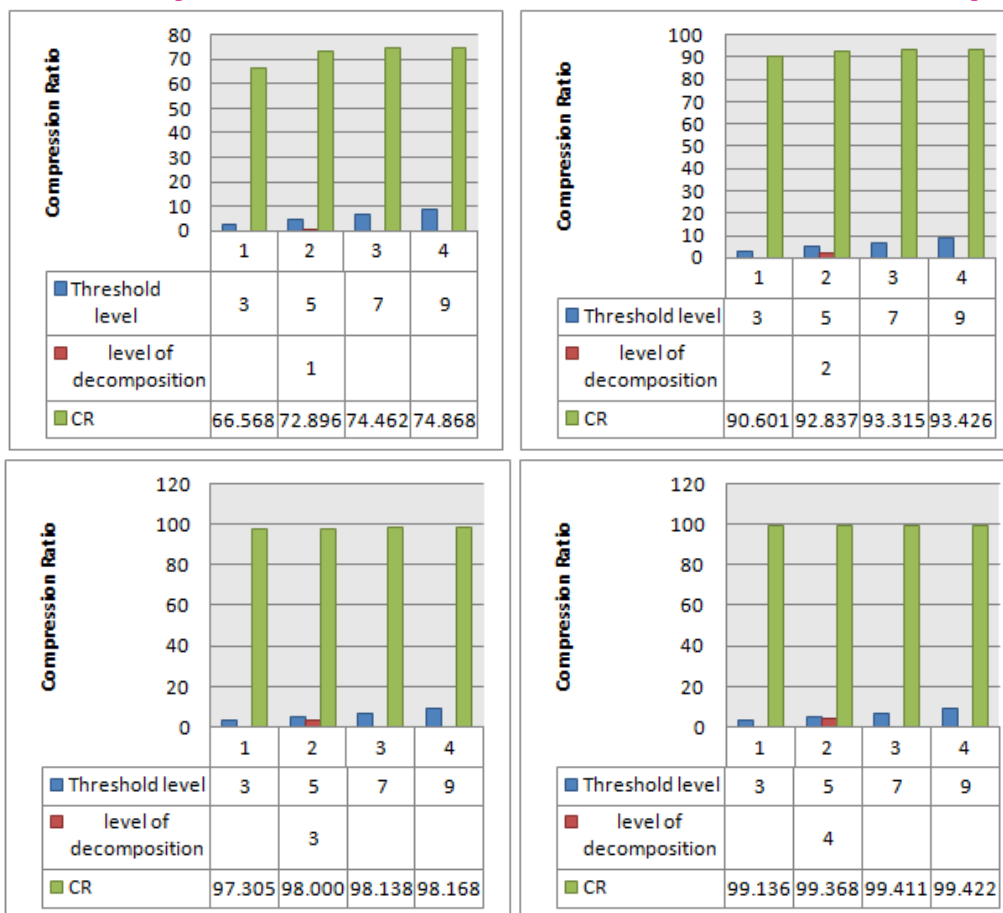 Compression Ratio
80
70
60
50
40
30
20
10
0
1 2 3 4
Threshold level 3 5 7 9
level of decomposition 1
CR 66.568 72.896 74.462 74.868
Compression Ratio
100
90
80
70
60
50
40
30
20
10
0
1 2 3 4
Threshold level 3 5 7 9
level of decomposition 2
CR 90.601 92.837 93.315 93.426
Compression Ratio
120
100
80
60
40
20
0
1 2 3 4
Threshold level 3 5 7 9
level of decomposition 3
CR 97.305 98.000 98.138 98.168
Compression Ratio
120
100
80
60
40
20
0
1 2 3 4
Threshold level 3 5 7 9
level of decomposition 4
CR 99.136 99.368 99.411 99.422